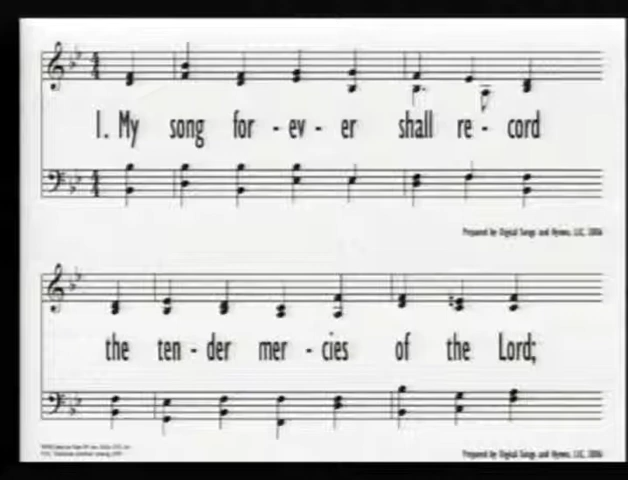 1. My song for - ev - er shall re - cord
Prepared by Digital Songs and Hymns, LLC, 2006
the ten - der mer - cies of the Lord;
Prepared by Digital Songs and Hymns, LLC, 2006